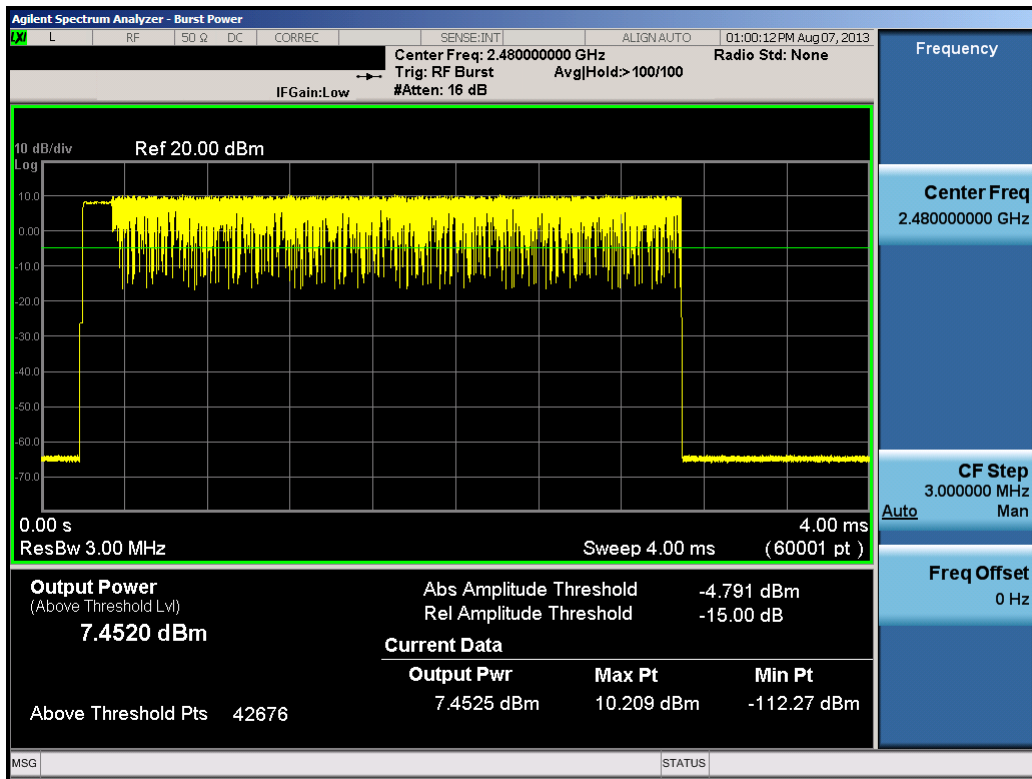 Agilent Spectrum Analyzer - Burst Power
LXI L RF 50 Ω DC CORREC SENSE:INT ALIGN AUTO 01:00:12 PM Aug 07, 2013
Center Freq: 2.480000000 GHz Radio Std: None
Trig: RF Burst Avg|Hold:>100/100
IFGain:Low #Atten: 16 dB
10 dB/div Ref 20.00 dBm
Log
10.0
0.00
-10.0
-20.0
-30.0
-40.0
-50.0
-60.0
-70.0
0.00 s 4.00 ms
ResBw 3.00 MHz Sweep 4.00 ms (60001 pt)
Output Power
(Above Threshold Lvl)
7.4520 dBm
Above Threshold Pts 42676
Abs Amplitude Threshold -4.791 dBm
Rel Amplitude Threshold -15.00 dB
Current Data
Output Pwr Max Pt Min Pt
7.4525 dBm 10.209 dBm -112.27 dBm
MSG STATUS
Frequency
Center Freq
2.480000000 GHz
CF Step
3.000000 MHz
Auto Man
Freq Offset
0 Hz